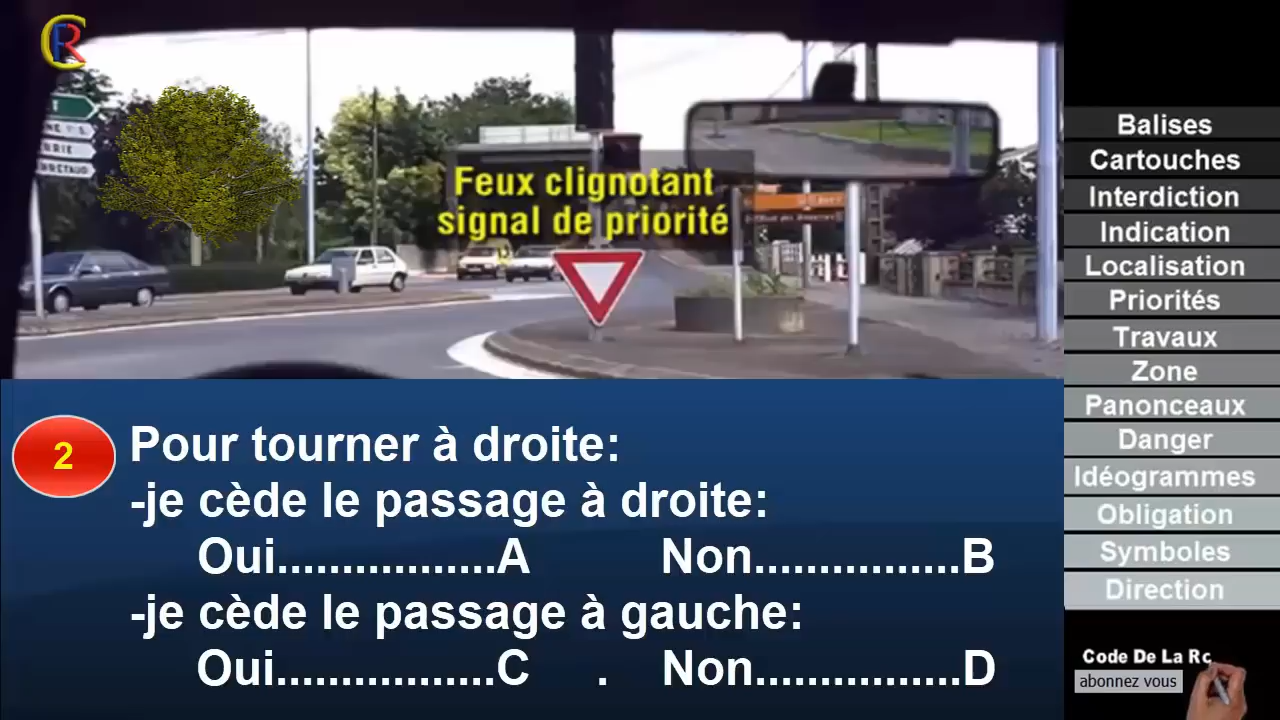 CR
Feux clignotant
signal de priorité
2
Pour tourner à droite:
-je cède le passage à droite:
Oui.................A Non................B
-je cède le passage à gauche:
Oui.................C . Non................D
Balises
Cartouches
Interdiction
Indication
Localisation
Priorités
Travaux
Zone
Panonceaux
Danger
Idéogrammes
Obligation
Symboles
Direction
Code De La Rc
abonnez vous